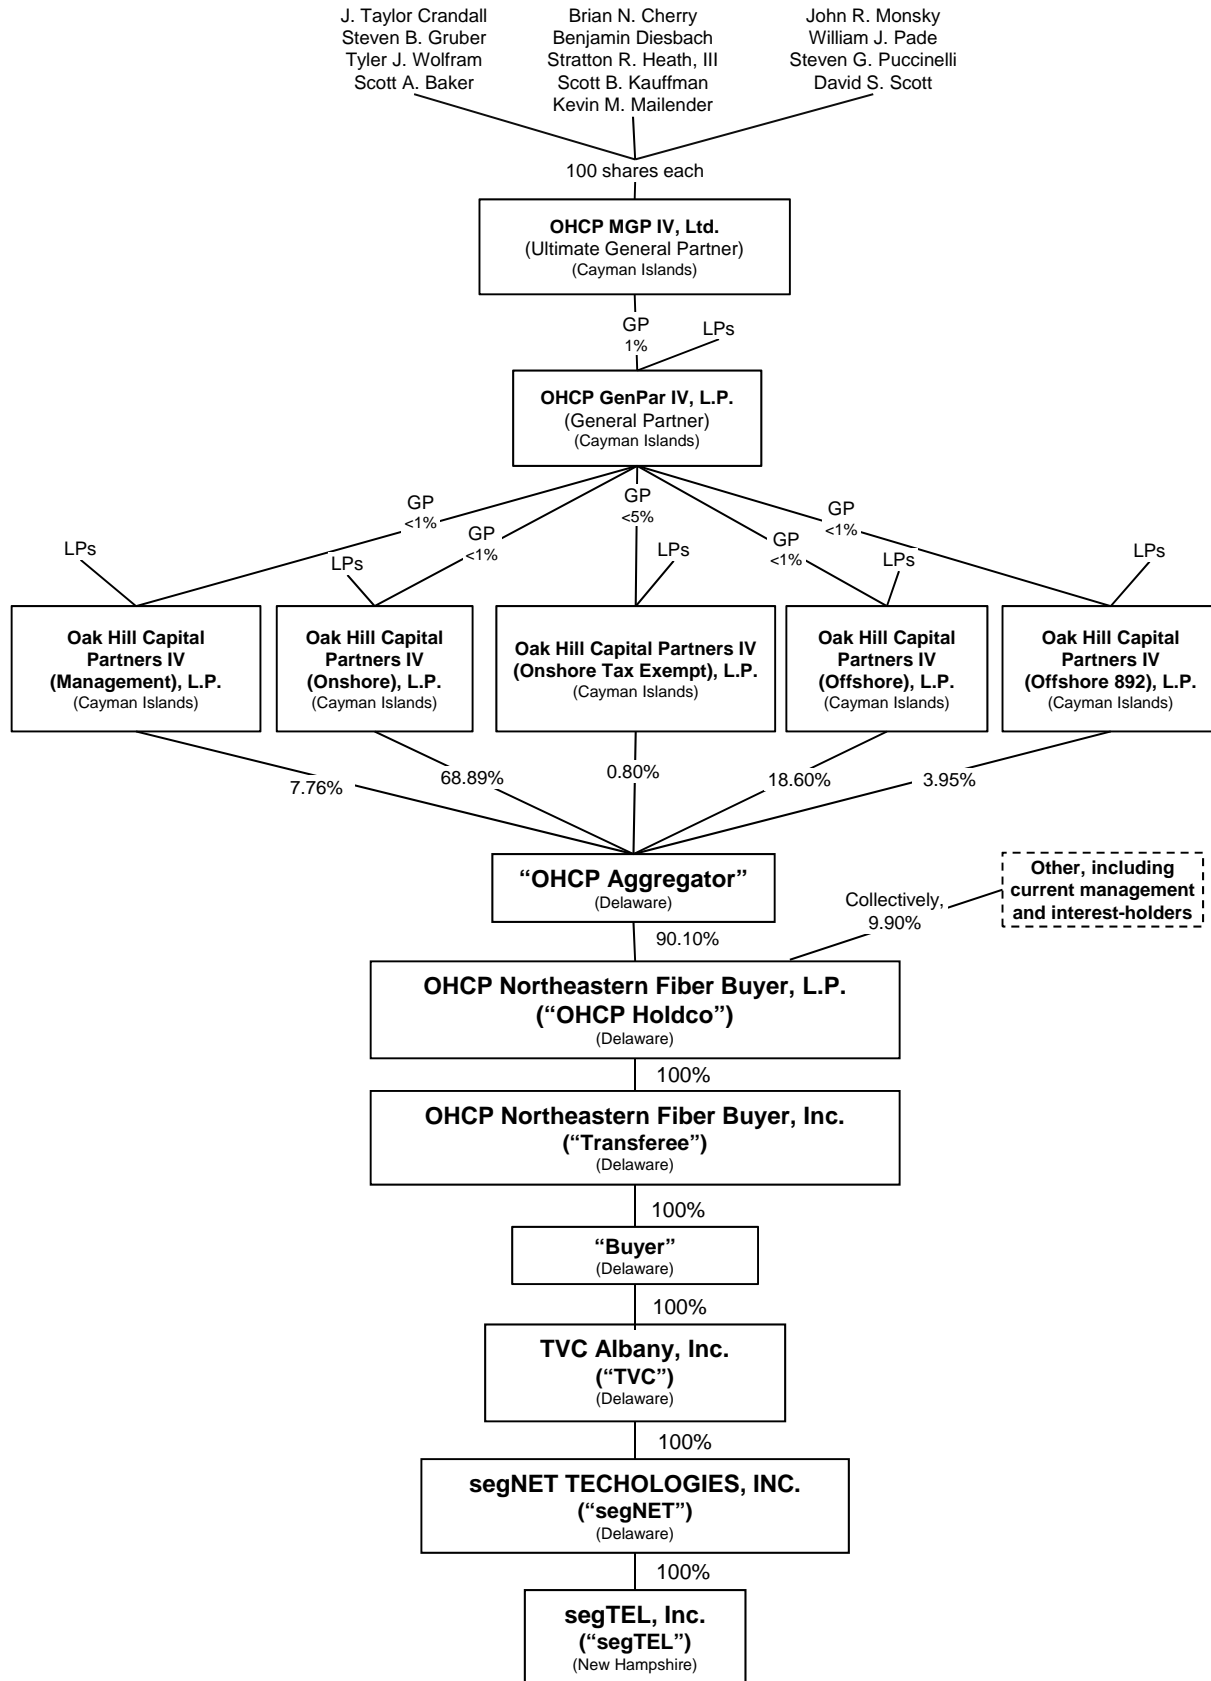 J. Taylor Crandall
Steven B. Gruber
Tyler J. Wolfram
Scott A. Baker
Brian N. Cherry
Benjamin Diesbach
Stratton R. Heath, III
Scott B. Kauffman
Kevin M. Mailender
John R. Monsky
William J. Pade
Steven G. Puccinelli
David S. Scott
100 shares each
OHCP MGP IV, Ltd.
(Ultimate General Partner)
(Cayman Islands)
GP
1%
LPs
OHCP GenPar IV, L.P.
(General Partner)
(Cayman Islands)
GP
<1%
GP
<1%
GP
<5%
GP
<1%
GP
<1%
LPs
LPs
LPs
LPs
LPs
Oak Hill Capital
Partners IV
(Management), L.P.
(Cayman Islands)
Oak Hill Capital
Partners IV
(Onshore), L.P.
(Cayman Islands)
Oak Hill Capital Partners IV
(Onshore Tax Exempt), L.P.
(Cayman Islands)
Oak Hill Capital
Partners IV
(Offshore), L.P.
(Cayman Islands)
Oak Hill Capital
Partners IV
(Offshore 892), L.P.
(Cayman Islands)
7.76%
68.89%
0.80%
18.60%
3.95%
“OHCP Aggregator”
(Delaware)
Other, including
current management
and interest-holders
Collectively,
9.90%
90.10%
OHCP Northeastern Fiber Buyer, L.P.
(“OHCP Holdco”)
(Delaware)
100%
OHCP Northeastern Fiber Buyer, Inc.
(“Transferee”)
(Delaware)
100%
“Buyer”
(Delaware)
100%
TVC Albany, Inc.
(“TVC”)
(Delaware)
100%
segNET TECHOLOGIES, INC.
(“segNET”)
(Delaware)
100%
segTEL, Inc.
(“segTEL”)
(New Hampshire)